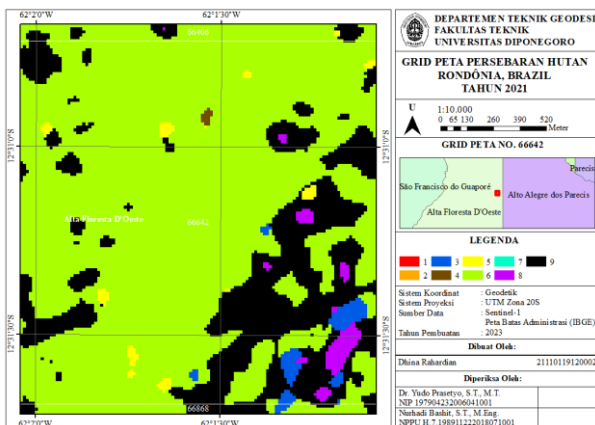 62°2'0"W
62°1'30"W
66406
12°31'0"S
12°31'0"S
Alta Floresta D'Oeste
66642
12°31'30"S
12°31'30"S
66868
62°2'0"W
62°1'30"W
DEPARTEMEN TEKNIK GEODESI
FAKULTAS TEKNIK
UNIVERSITAS DIPONEGORO
GRID PETA PERSEBARAN HUTAN
RONDÔNIA, BRAZIL
TAHUN 2021
U
1:10.000
0 65 130 260 390 520
Meter
GRID PETA NO. 66642
Parecis
São Francisco do Guaporé
Alto Alegre dos Parecis
Alta Floresta D'Oeste
LEGENDA
1 3 5 7 9
2 4 6 8
Sistem Koordinat : Geodetik
Sistem Proyeksi : UTM Zona 20S
Sumber Data : Sentinel-1
Peta Batas Administrasi (IBGE)
Tahun Pembuatan : 2023
Dibuat Oleh:
Dhina Rahardian 21110119120002
Diperiksa Oleh:
Dr. Yudo Prasetyo, S.T., M.T.
NIP 197904232006041001
Nurhadi Bashit, S.T., M.Eng.
NPPU H.7.198911222018071001